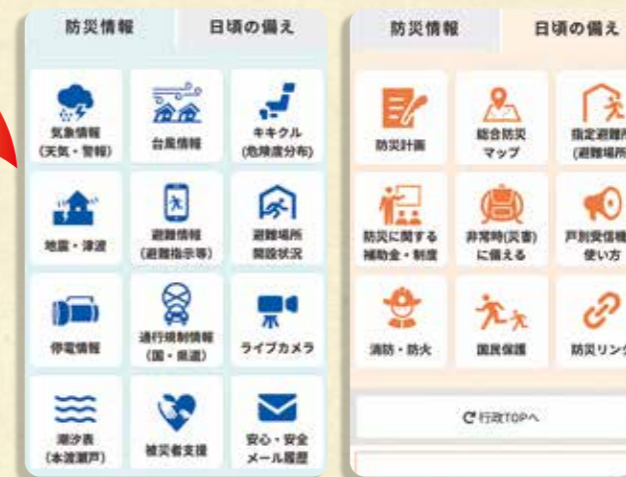 防災情報
日頃の備え
気象情報
(天気・警報)
台風情報
キキクル
(危険度分布)
地震・津波
避難情報
(避難指示等)
避難場所
開設状況
停電情報
通行規制情報
(国・県道)
ライブカメラ
潮汐表
(本渡瀬戸)
被災者支援
安心・安全
メール履歴
防災情報
日頃の備え
防災計画
総合防災
マップ
指定避難所
(避難場所
防災に関する
補助金・制度
非常時(災害)
に備える
戸別受信機
使い方
消防・防火
国民保護
防災リンク
行政TOPへ